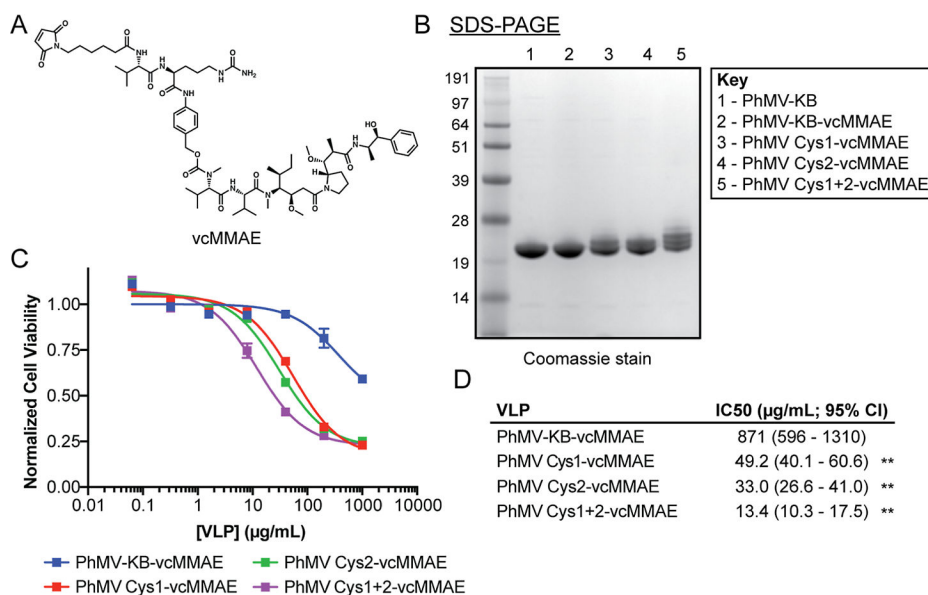 A
O
N
O
O
N
H
O
H
N
N
H
NH2
O
O
NH
O
O
N
O
H
N
O
N
O
O
N
H
O
O
H
N
OH
vcMMAE
B SDS-PAGE
1 2 3 4 5
191
97
64
51
39
28
19
14
Coomassie stain
Key
1 - PhMV-KB
2 - PhMV-KB-vcMMAE
3 - PhMV Cys1-vcMMAE
4 - PhMV Cys2-vcMMAE
5 - PhMV Cys1+2-vcMMAE
C
Normalized Cell Viability
1.00
0.75
0.50
0.25
0.00
0.01 0.1 1 10 100 1000 10000
[VLP] (μg/mL)
PhMV-KB-vcMMAE PhMV Cys2-vcMMAE
PhMV Cys1-vcMMAE PhMV Cys1+2-vcMMAE
D
VLP IC50 (μg/mL; 95% CI)
PhMV-KB-vcMMAE 871 (596 - 1310)
PhMV Cys1-vcMMAE 49.2 (40.1 - 60.6) **
PhMV Cys2-vcMMAE 33.0 (26.6 - 41.0) **
PhMV Cys1+2-vcMMAE 13.4 (10.3 - 17.5) **